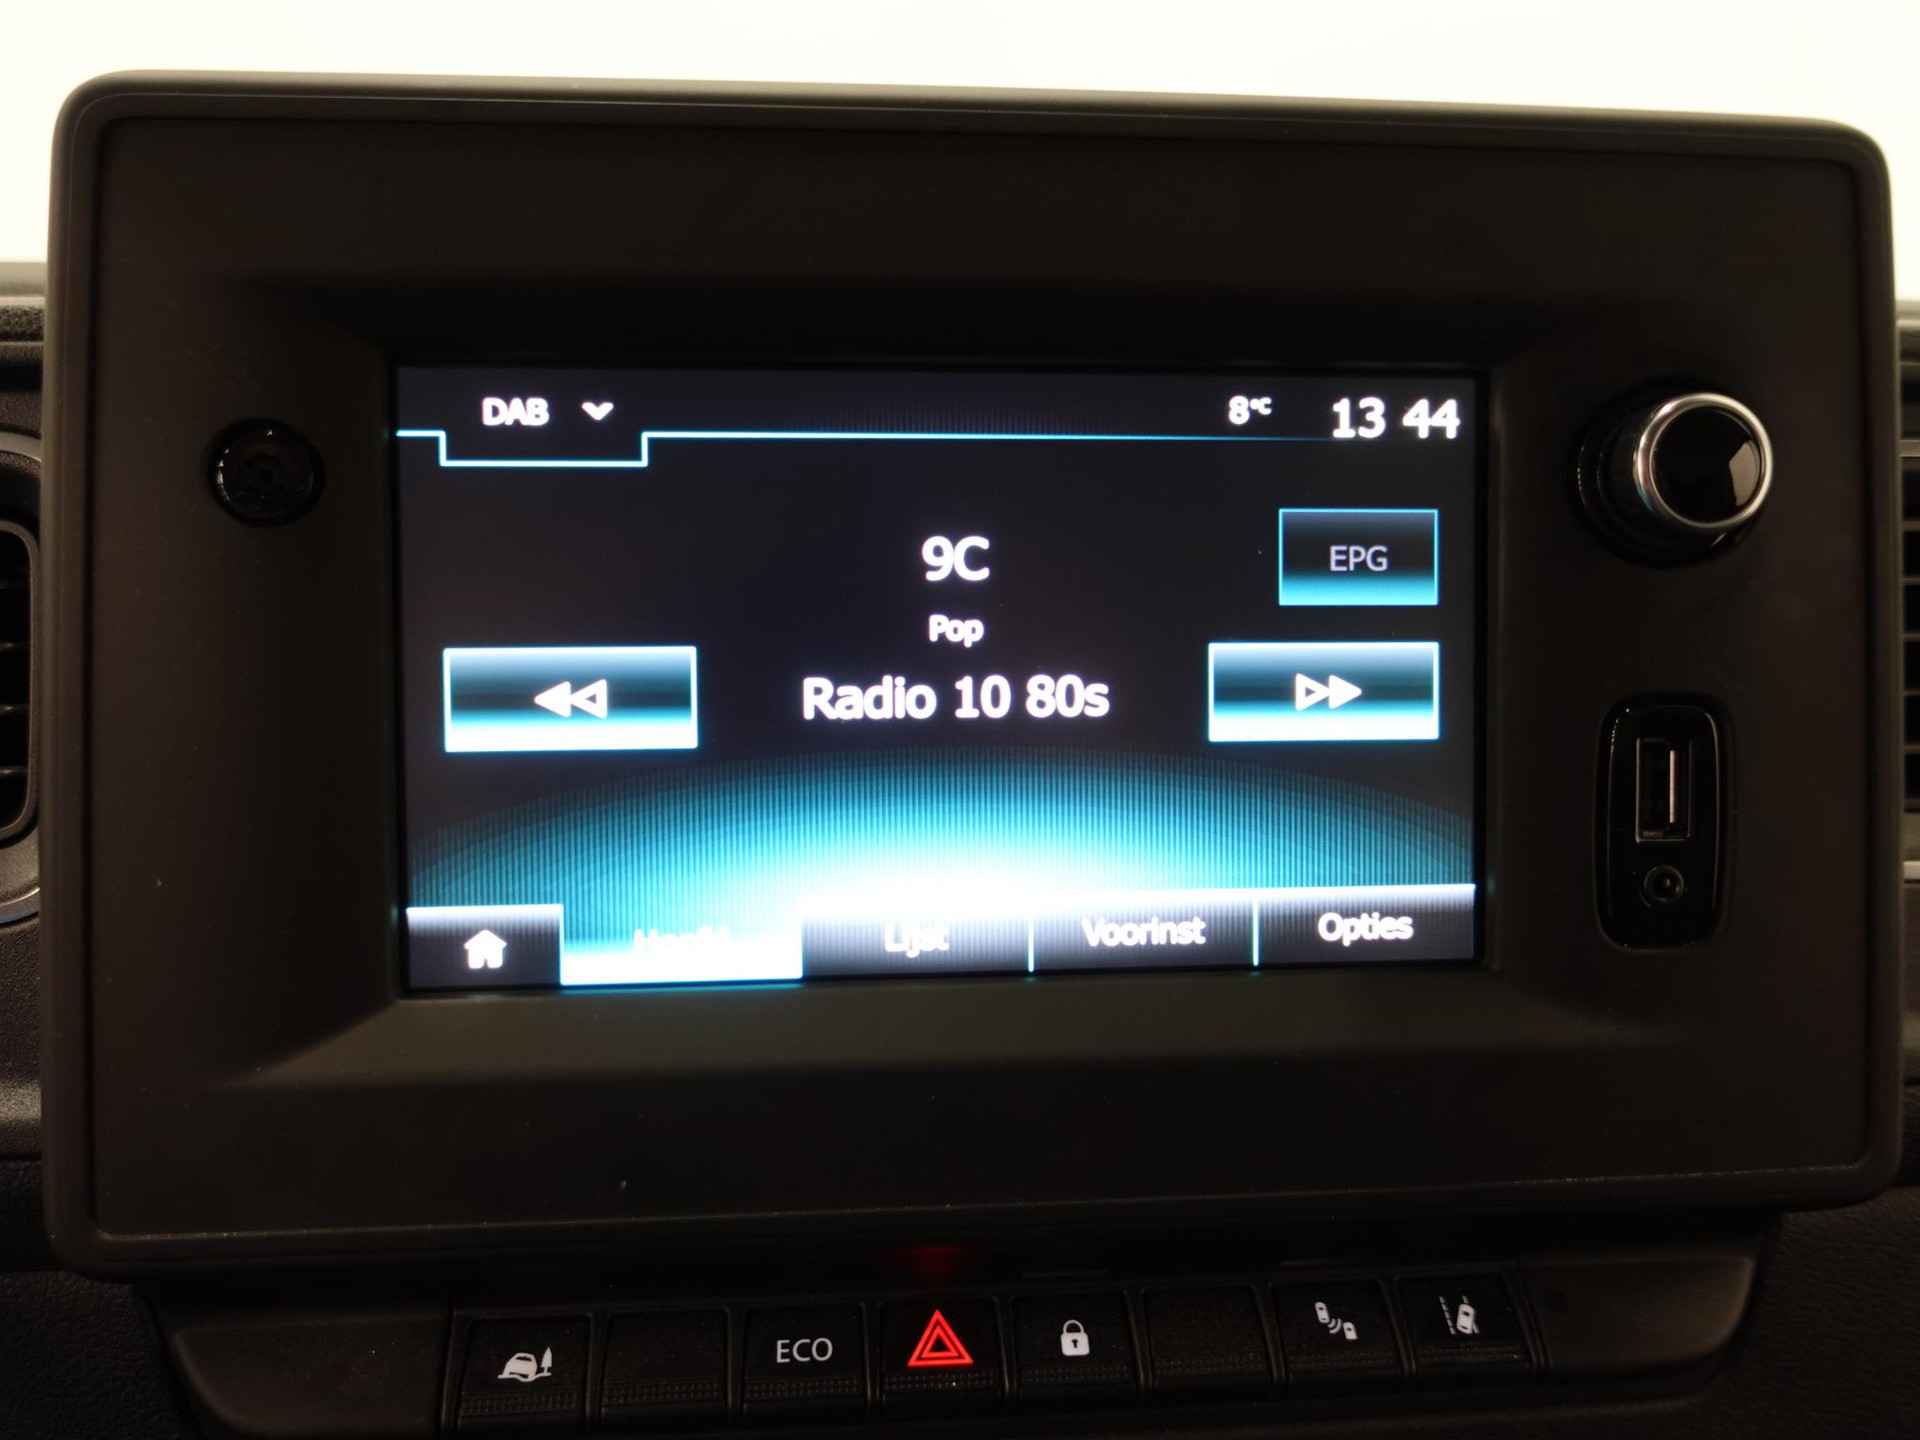 DAB 8°C 13 44
9C
EPG
Pop
Radio 10 80s
Lijst Voorinst Opties
ECO